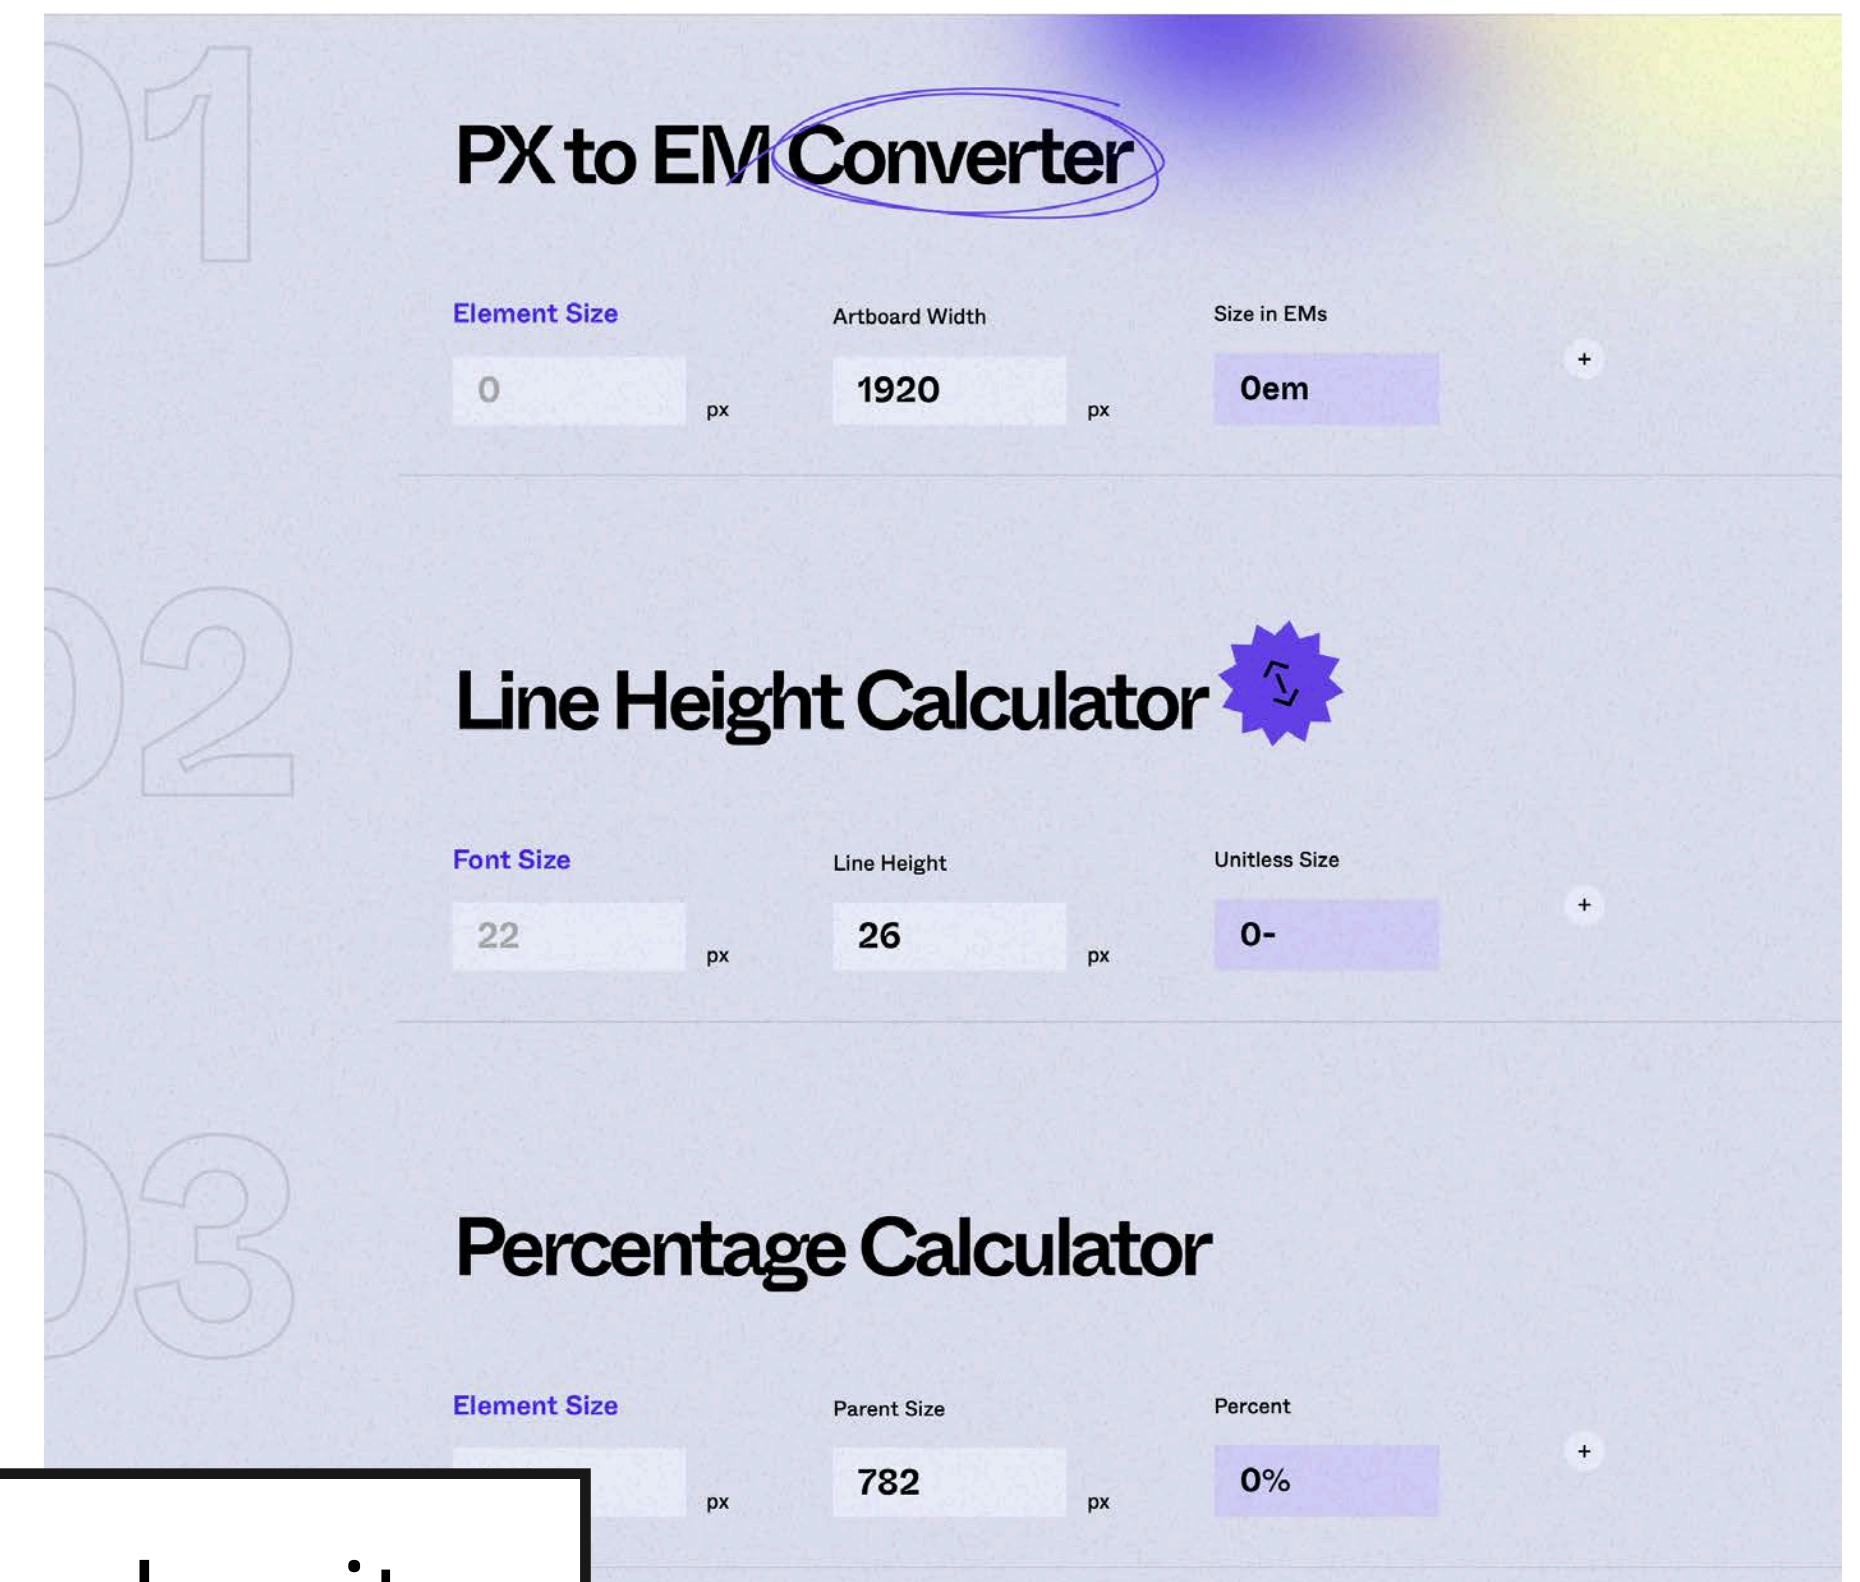 01
PX to EM Converter
Element Size
Artboard Width
Size in EMs
0
px
1920
px
0em
+
02
Line Height Calculator
Font Size
Line Height
Unitless Size
22
px
26
px
0-
+
03
Percentage Calculator
Element Size
Parent Size
Percent
px
782
px
0%
+